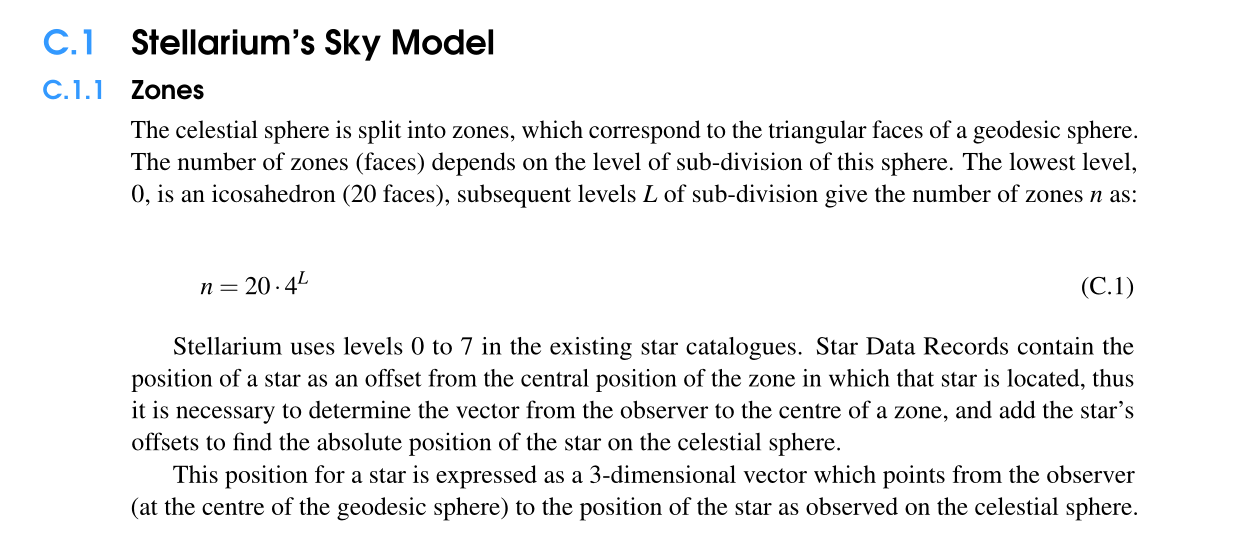 C.1 Stellarium's Sky Model
C.1.1 Zones
The celestial sphere is split into zones, which correspond to the triangular faces of a geodesic sphere.
The number of zones (faces) depends on the level of sub-division of this sphere. The lowest level,
0, is an icosahedron (20 faces), subsequent levels L of sub-division give the number of zones n as:
n = 20 · 4^L (C.1)
Stellarium uses levels 0 to 7 in the existing star catalogues. Star Data Records contain the
position of a star as an offset from the central position of the zone in which that star is located, thus
it is necessary to determine the vector from the observer to the centre of a zone, and add the star's
offsets to find the absolute position of the star on the celestial sphere.
This position for a star is expressed as a 3-dimensional vector which points from the observer
(at the centre of the geodesic sphere) to the position of the star as observed on the celestial sphere.